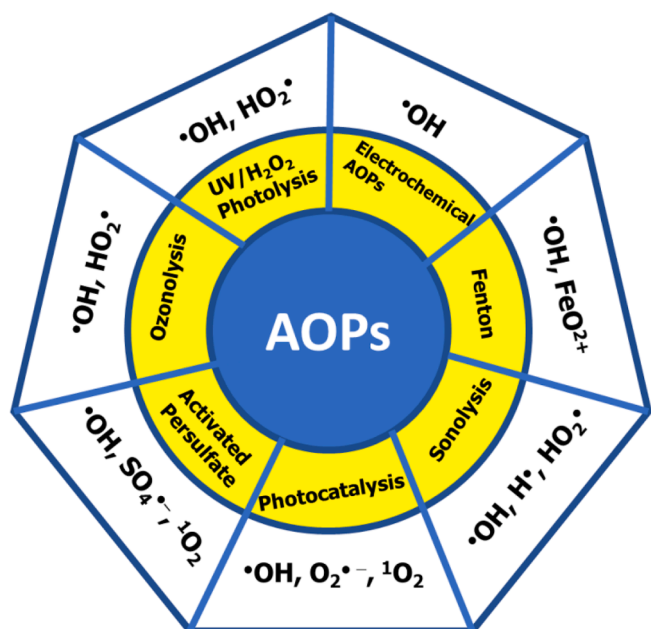 AOPs
Electrochemical
AOPs
•OH
Fenton
•OH, FeO²⁺
Sonolysis
•OH, H•, HO₂•
Photocatalysis
•OH, O₂•⁻, ¹O₂
Activated
Persulfate
•OH, SO₄•⁻, ¹O₂
Ozonolysis
•OH, HO₂•
UV/H₂O₂
Photolysis
•OH, HO₂•